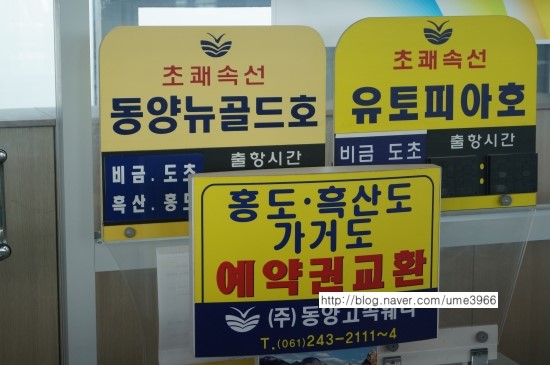 초쾌속선
동양뉴골드호
출항시간
비금.도초
흑산.홍도
초쾌속선
유토피아호
출항시간
비금 도초
홍도·흑산도
가거도
예약권교환
http://blog.naver.com/ume3966
(주)동양고속훼리
T.(061)243-2111~4